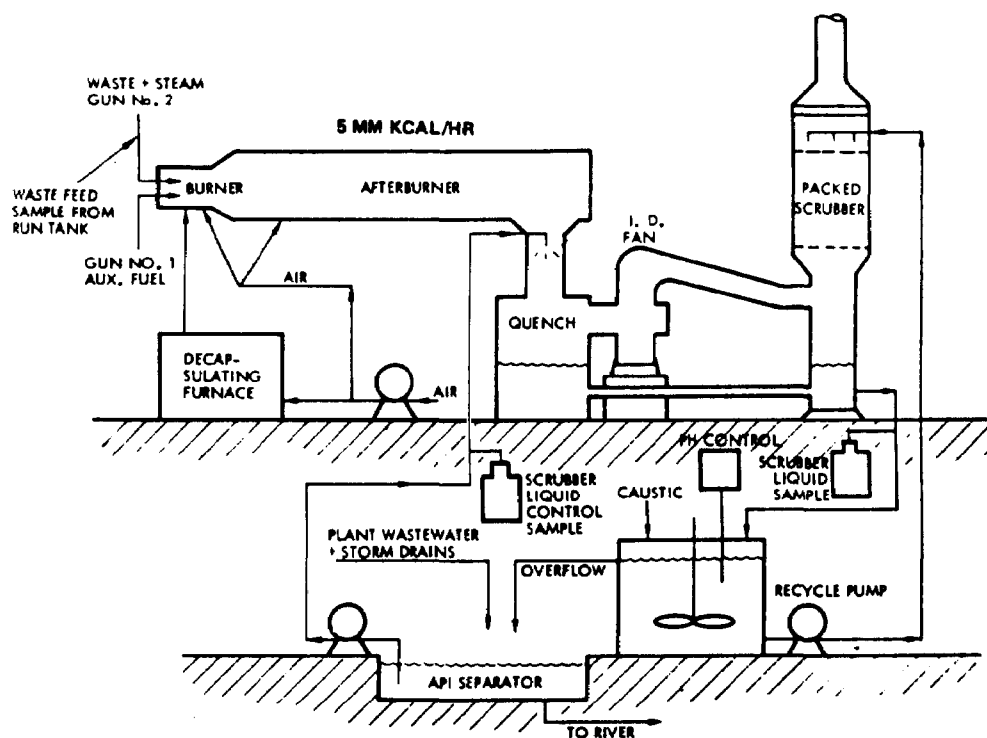 WASTE + STEAM
GUN No. 2
5 MM KCAL/HR
BURNER
AFTERBURNER
WASTE FEED
SAMPLE FROM
RUN TANK
GUN NO. 1
AUX. FUEL
AIR
I. D.
FAN
PACKED
SCRUBBER
QUENCH
DECAP-
SULATING
FURNACE
AIR
PH CONTROL
SCRUBBER
LIQUID
CONTROL
SAMPLE
CAUSTIC
SCRUBBER
LIQUID
SAMPLE
PLANT WASTEWATER
+ STORM DRAINS
OVERFLOW
RECYCLE PUMP
API SEPARATOR
TO RIVER